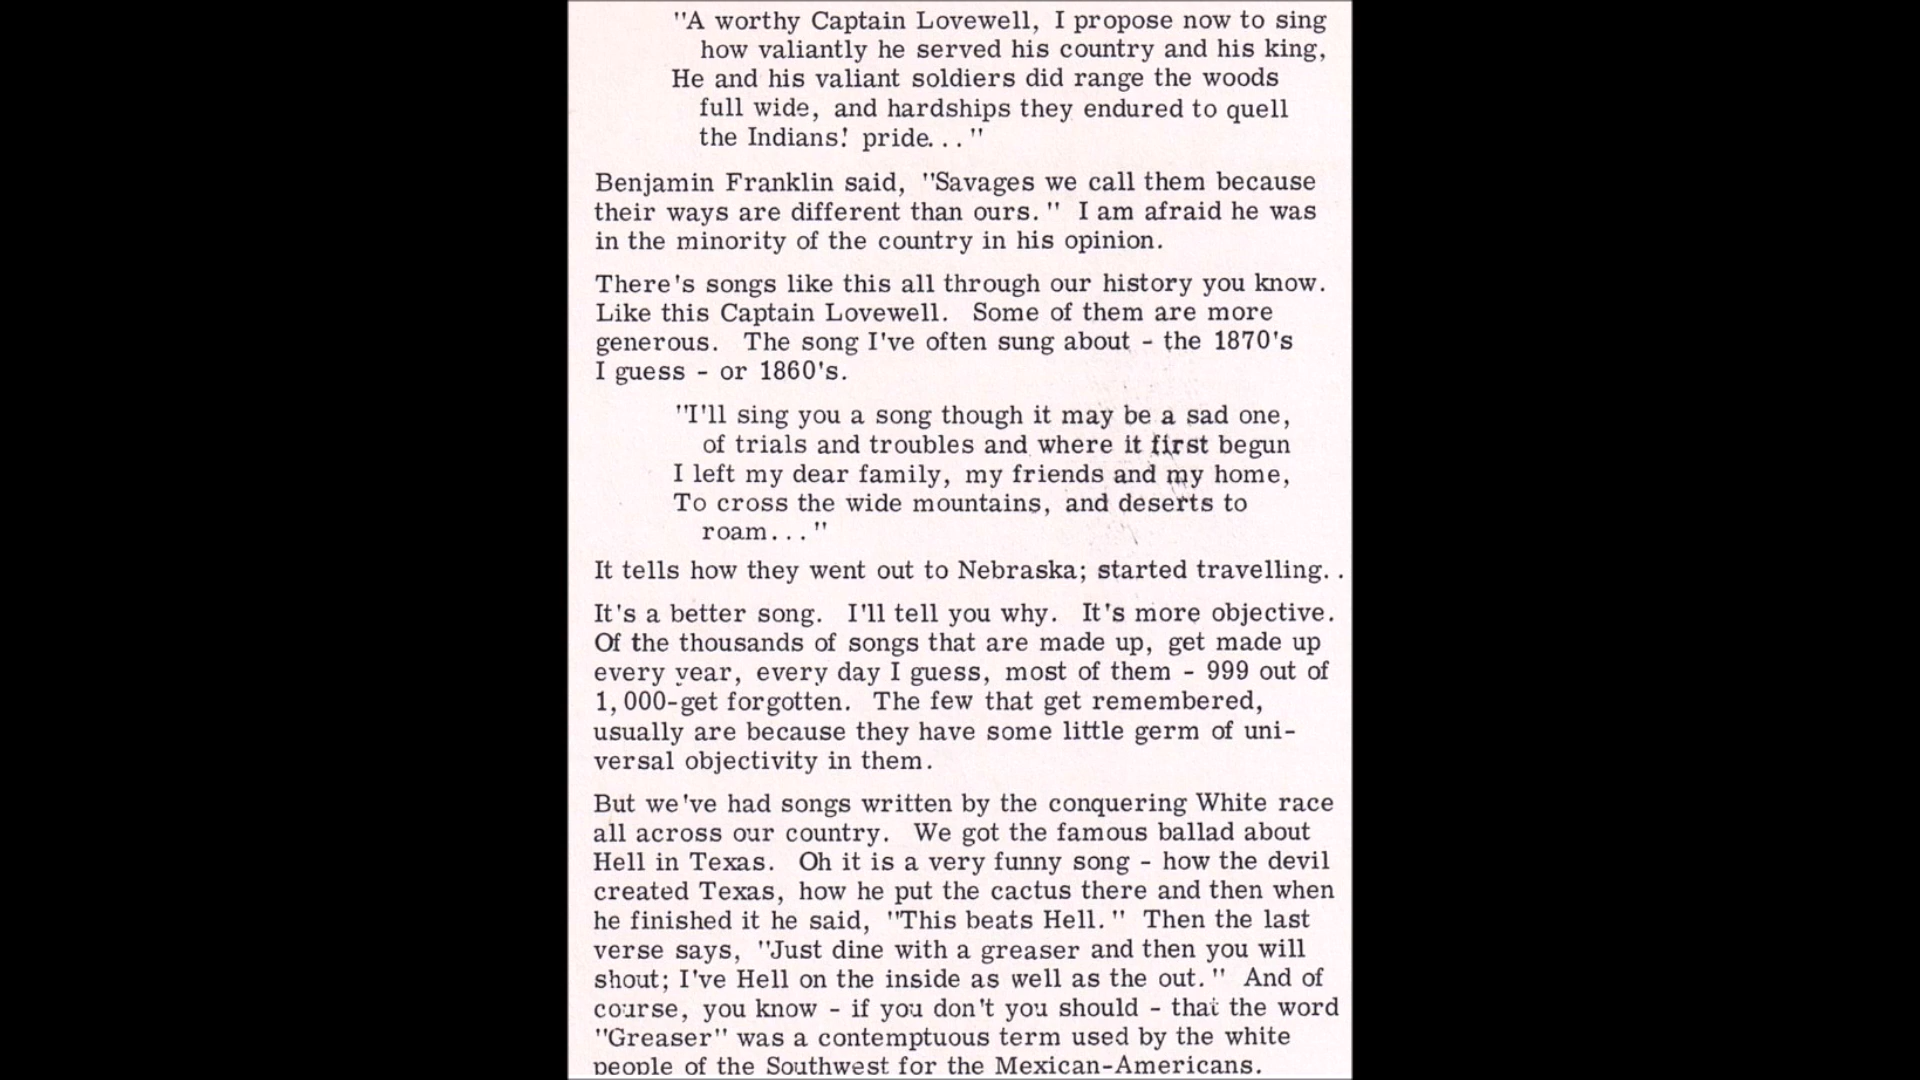 "A worthy Captain Lovewell, I propose now to sing
how valiantly he served his country and his king,
He and his valiant soldiers did range the woods
full wide, and hardships they endured to quell
the Indians! pride..."
Benjamin Franklin said, "Savages we call them because
their ways are different than ours." I am afraid he was
in the minority of the country in his opinion.
There's songs like this all through our history you know.
Like this Captain Lovewell. Some of them are more
generous. The song I've often sung about - the 1870's
I guess - or 1860's.
"I'll sing you a song though it may be a sad one,
of trials and troubles and where it first begun
I left my dear family, my friends and my home,
To cross the wide mountains, and deserts to
roam..."
It tells how they went out to Nebraska; started travelling..
It's a better song. I'll tell you why. It's more objective.
Of the thousands of songs that are made up, get made up
every year, every day I guess, most of them - 999 out of
1,000-get forgotten. The few that get remembered,
usually are because they have some little germ of uni-
versal objectivity in them.
But we've had songs written by the conquering White race
all across our country. We got the famous ballad about
Hell in Texas. Oh it is a very funny song - how the devil
created Texas, how he put the cactus there and then when
he finished it he said, "This beats Hell." Then the last
verse says, "Just dine with a greaser and then you will
shout; I've Hell on the inside as well as the out." And of
course, you know - if you don't you should - that the word
"Greaser" was a contemptuous term used by the white
people of the Southwest for the Mexican-Americans.